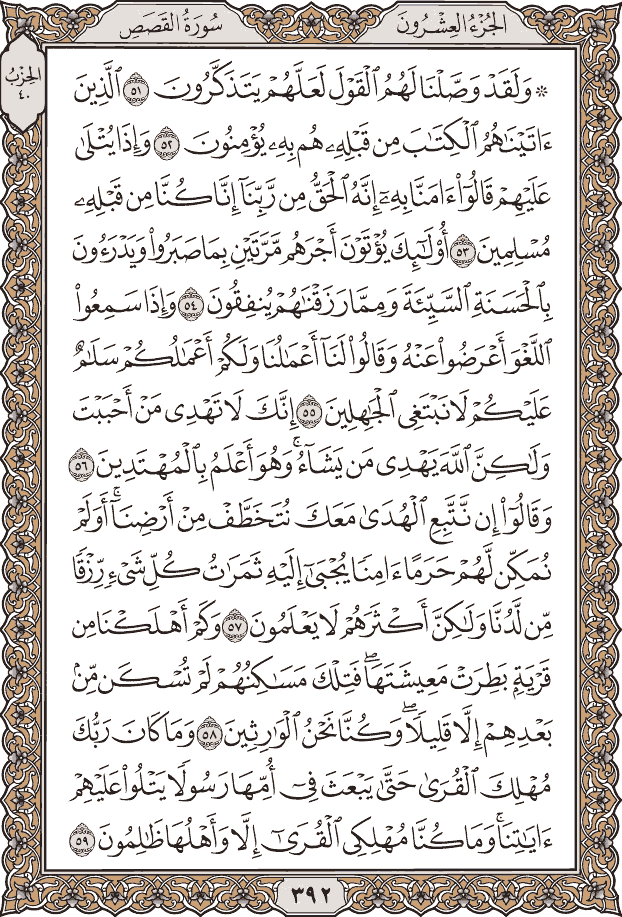 الجُزْءُ العِشْرُونَ
سُورَةُ القَصَصِ
الحِزْبُ
٤٠
۞ وَلَقَدْ وَصَّلْنَا لَهُمُ ٱلْقَوْلَ لَعَلَّهُمْ يَتَذَكَّرُونَ ٥١ ٱلَّذِينَ
ءَاتَيْنَٰهُمُ ٱلْكِتَٰبَ مِن قَبْلِهِۦ هُم بِهِۦ يُؤْمِنُونَ ٥٢ وَإِذَا يُتْلَىٰ
عَلَيْهِمْ قَالُوٓا۟ ءَامَنَّا بِهِۦٓ إِنَّهُ ٱلْحَقُّ مِن رَّبِّنَآ إِنَّا كُنَّا مِن قَبْلِهِۦ
مُسْلِمِينَ ٥٣ أُو۟لَٰٓئِكَ يُؤْتَوْنَ أَجْرَهُم مَّرَّتَيْنِ بِمَا صَبَرُوا۟ وَيَدْرَءُونَ
بِٱلْحَسَنَةِ ٱلسَّيِّئَةَ وَمِمَّا رَزَقْنَٰهُمْ يُنفِقُونَ ٥٤ وَإِذَا سَمِعُوا۟
ٱللَّغْوَ أَعْرَضُوا۟ عَنْهُ وَقَالُوا۟ لَنَآ أَعْمَٰلُنَا وَلَكُمْ أَعْمَٰلُكُمْ سَلَٰمٌ
عَلَيْكُمْ لَا نَبْتَغِى ٱلْجَٰهِلِينَ ٥٥ إِنَّكَ لَا تَهْدِى مَنْ أَحْبَبْتَ
وَلَٰكِنَّ ٱللَّهَ يَهْدِى مَن يَشَآءُ ۚ وَهُوَ أَعْلَمُ بِٱلْمُهْتَدِينَ ٥٦
وَقَالُوٓا۟ إِن نَّتَّبِعِ ٱلْهُدَىٰ مَعَكَ نُتَخَطَّفْ مِنْ أَرْضِنَآ ۚ أَوَلَمْ
نُمَكِّن لَّهُمْ حَرَمًا ءَامِنًا يُجْبَىٰٓ إِلَيْهِ ثَمَرَٰتُ كُلِّ شَىْءٍ رِّزْقًا
مِّن لَّدُنَّا وَلَٰكِنَّ أَكْثَرَهُمْ لَا يَعْلَمُونَ ٥٧ وَكَمْ أَهْلَكْنَا مِن
قَرْيَةٍۭ بَطِرَتْ مَعِيشَتَهَا ۖ فَتِلْكَ مَسَٰكِنُهُمْ لَمْ تُسْكَن مِّنۢ
بَعْدِهِمْ إِلَّا قَلِيلًا ۖ وَكُنَّا نَحْنُ ٱلْوَٰرِثِينَ ٥٨ وَمَا كَانَ رَبُّكَ
مُهْلِكَ ٱلْقُرَىٰ حَتَّىٰ يَبْعَثَ فِىٓ أُمِّهَا رَسُولًا يَتْلُوا۟ عَلَيْهِمْ
ءَايَٰتِنَا ۚ وَمَا كُنَّا مُهْلِكِى ٱلْقُرَىٰٓ إِلَّا وَأَهْلُهَا ظَٰلِمُونَ ٥٩
٣٩٢